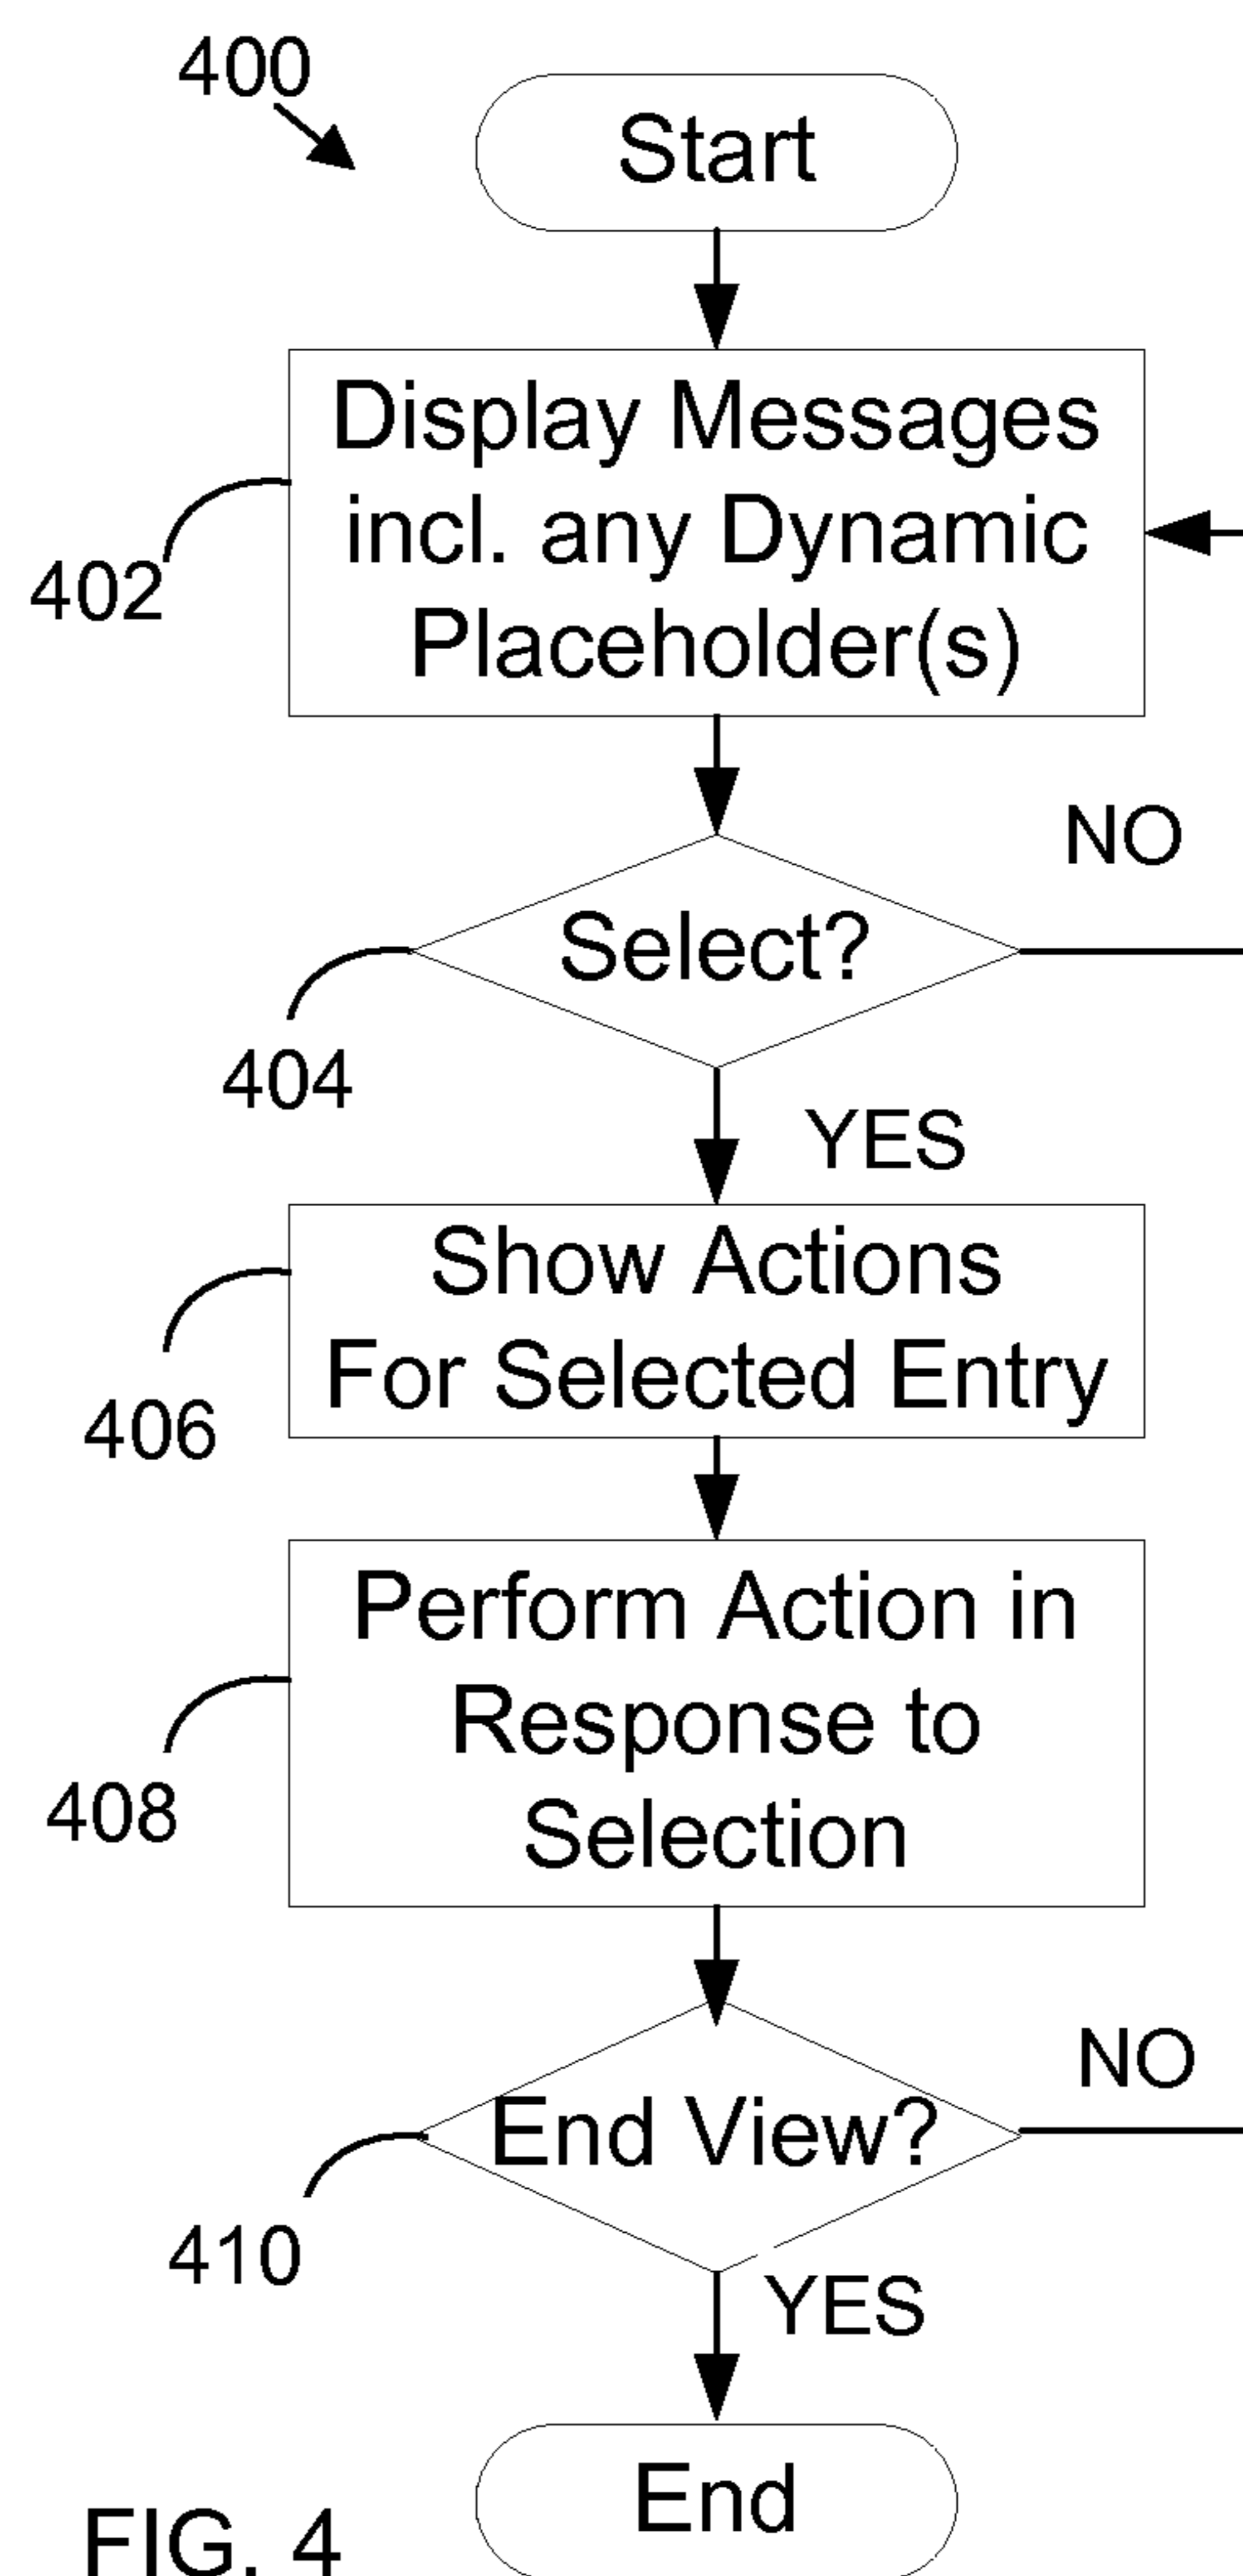 400
Start
Display Messages
incl. any Dynamic
Placeholder(s)
402
NO
Select?
404
YES
Show Actions
For Selected Entry
406
Perform Action in
Response to
Selection
408
NO
End View?
410
YES
End
FIG. 4